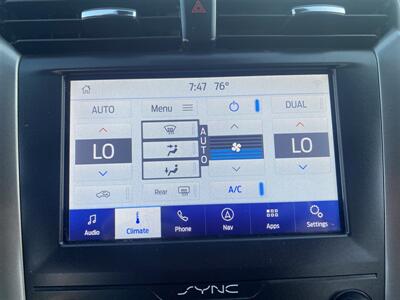 7:47 76°
AUTO
Menu
DUAL
LO
AUTO
LO
Rear
A/C
Audio
Climate
Phone
Nav
Apps
Settings
SYNC